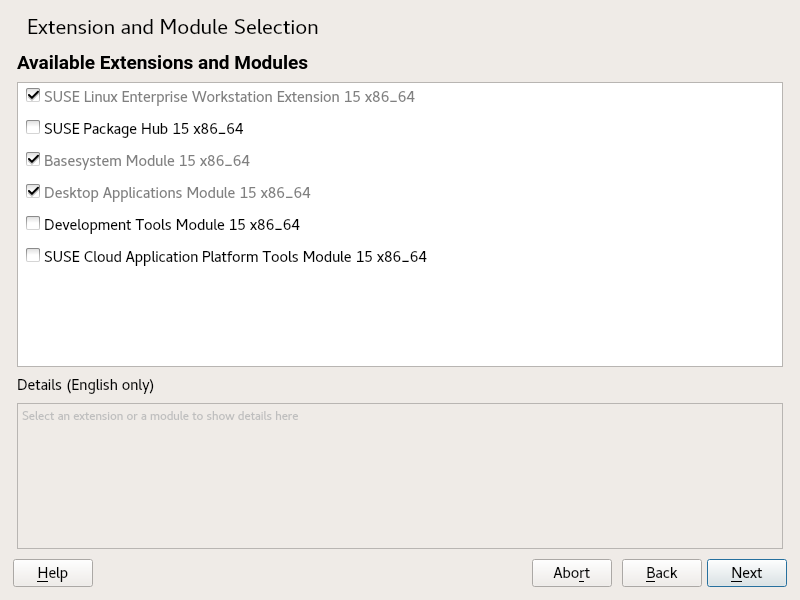 Extension and Module Selection
Available Extensions and Modules
SUSE Linux Enterprise Workstation Extension 15 x86_64
SUSE Package Hub 15 x86_64
Basesystem Module 15 x86_64
Desktop Applications Module 15 x86_64
Development Tools Module 15 x86_64
SUSE Cloud Application Platform Tools Module 15 x86_64
Details (English only)
Select an extension or a module to show details here
Help Abort Back Next